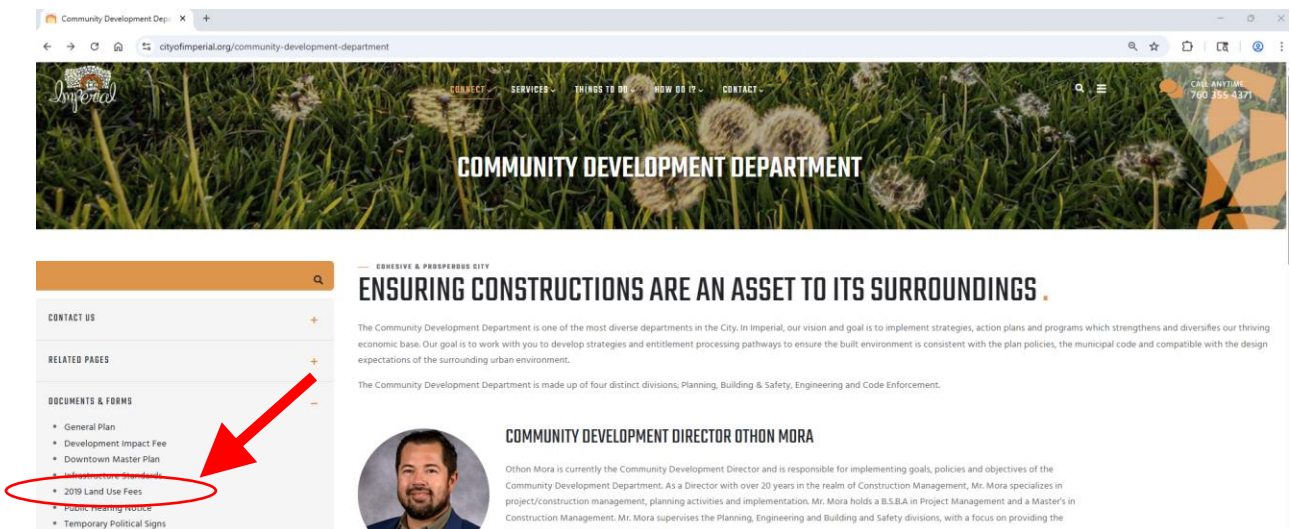 Community Development Dep
cityofimperial.org/community-development-department
Imperial
CONNECT
SERVICES
THINGS TO DO
HOW DO I?
CONTACT
CALL ANYTIME
760 355 4371
COMMUNITY DEVELOPMENT DEPARTMENT
COHESIVE & PROSPEROUS CITY
ENSURING CONSTRUCTIONS ARE AN ASSET TO ITS SURROUNDINGS .
CONTACT US +
RELATED PAGES +
DOCUMENTS & FORMS –
General Plan
Development Impact Fee
Downtown Master Plan
Infrastructure Standards
2019 Land Use Fees
Public Hearing Notice
Temporary Political Signs
The Community Development Department is one of the most diverse departments in the City. In Imperial, our vision and goal is to implement strategies, action plans and programs which strengthens and diversifies our thriving
economic base. Our goal is to work with you to develop strategies and entitlement processing pathways to ensure the built environment is consistent with the plan policies, the municipal code and compatible with the design
expectations of the surrounding urban environment.
The Community Development Department is made up of four distinct divisions; Planning, Building & Safety, Engineering and Code Enforcement.
COMMUNITY DEVELOPMENT DIRECTOR OTHON MORA
Othon Mora is currently the Community Development Director and is responsible for implementing goals, policies and objectives of the
Community Development Department. As a Director with over 20 years in the realm of Construction Management, Mr. Mora specializes in
project/construction management, planning activities and implementation. Mr. Mora holds a B.S.B.A in Project Management and a Master's in
Construction Management. Mr. Mora supervises the Planning, Engineering and Building and Safety divisions, with a focus on providing the